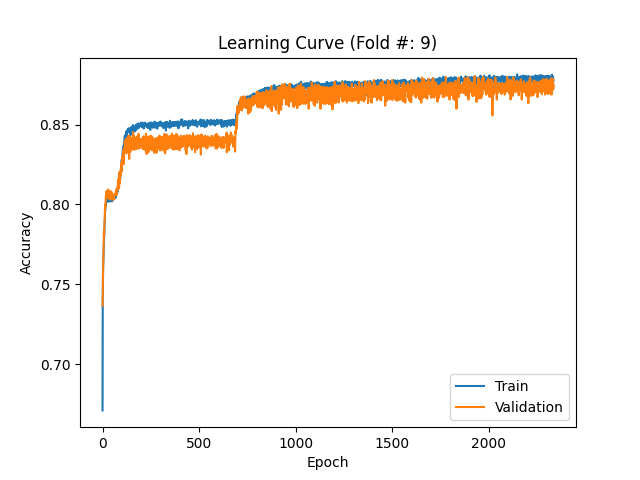 Learning Curve (Fold #: 9)
Accuracy
0.85
0.80
0.75
0.70
Train
Validation
0 500 1000 1500 2000
Epoch